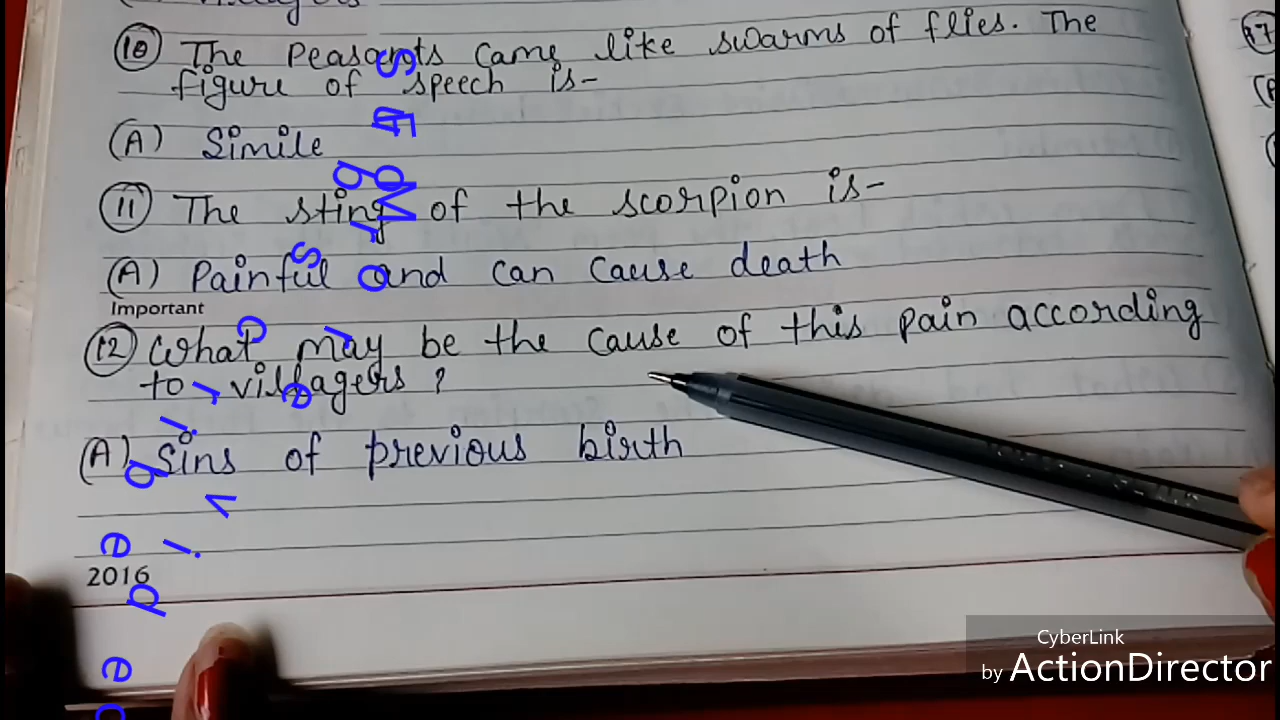 (10) The Peasants Came like swarms of flies. The
figure of speech is-
(A) Simile
(11) The sting of the scorpion is-
(A) Painful and can cause death
Important
(12) What may be the cause of this pain according
to villagers ?
(A) Sins of previous birth
2016
CyberLink
by ActionDirector